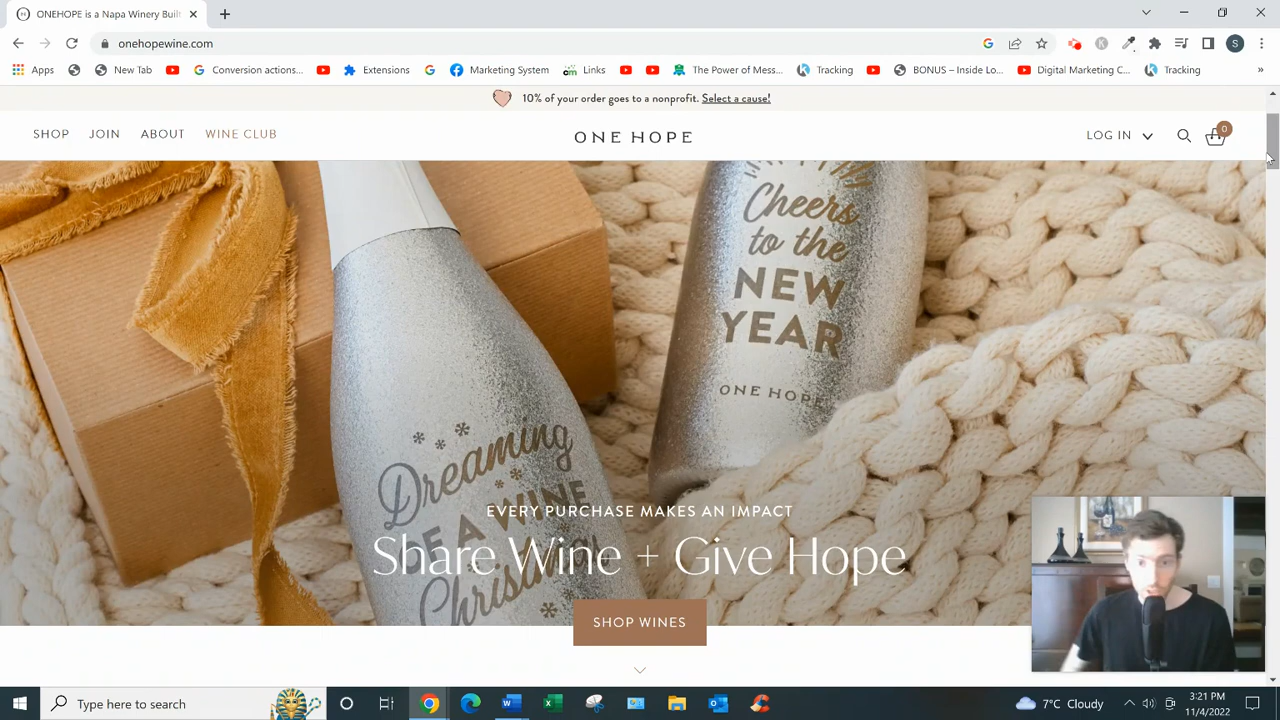 ONEHOPE is a Napa Winery Buil
onehopewine.com
S
Apps
New Tab
Conversion actions...
Extensions
Marketing System
Links
The Power of Mess...
Tracking
BONUS – Inside Lo...
Digital Marketing C...
Tracking
»
10% of your order goes to a nonprofit. Select a cause!
SHOP
JOIN
ABOUT
WINE CLUB
ONE HOPE
LOG IN
0
Cheers
to the
NEW
YEAR
ONE HOPE
Dreaming
WINE
EVERY PURCHASE MAKES AN IMPACT
Share Wine + Give Hope
SHOP WINES
Type here to search
7°C Cloudy
3:21 PM
11/4/2022